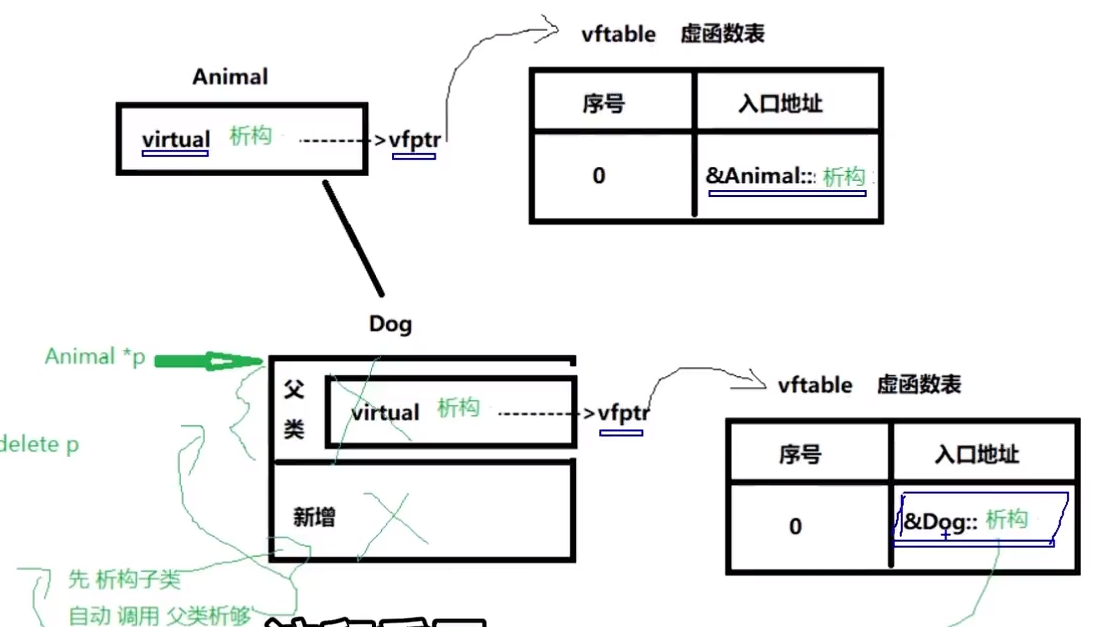 vftable 虚函数表
Animal
序号 入口地址
virtual 析构 ------->vfptr
0 &Animal:: 析构
Dog
Animal *p
父类
virtual 析构 ------->vfptr
vftable 虚函数表
delete p
序号 入口地址
新增
0 &Dog:: 析构
先 析构子类
自动 调用 父类析够